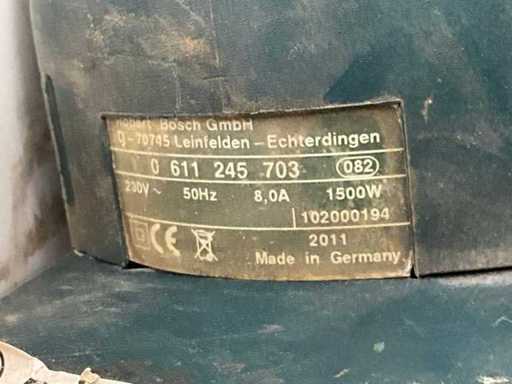 Robert Bosch GmbH
D-70745 Leinfelden-Echterdingen
0 611 245 703 082
230V~ 50Hz 8,0A 1500W
102000194
CE 2011
Made in Germany